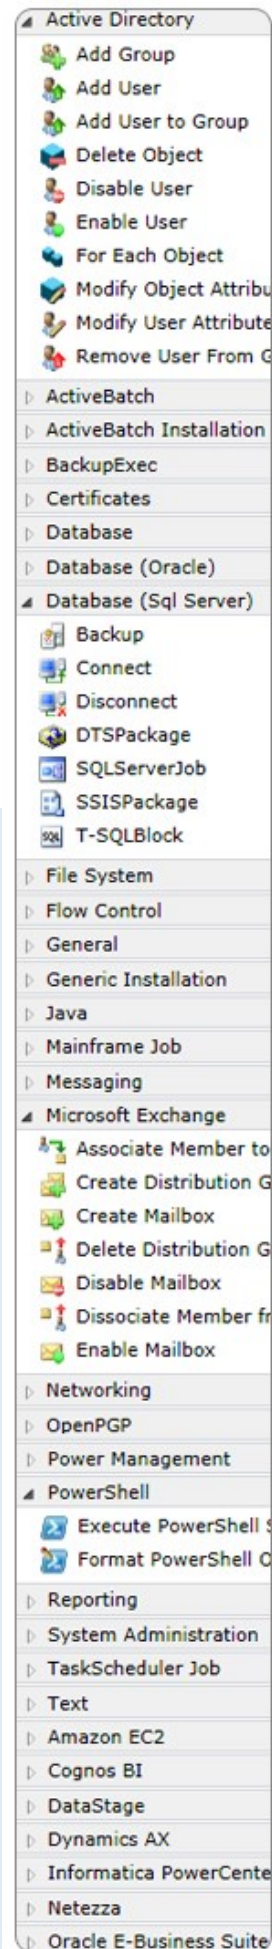 Active Directory
Add Group
Add User
Add User to Group
Delete Object
Disable User
Enable User
For Each Object
Modify Object Attribu
Modify User Attribute
Remove User From G
ActiveBatch
ActiveBatch Installation
BackupExec
Certificates
Database
Database (Oracle)
Database (Sql Server)
Backup
Connect
Disconnect
DTSPackage
SQLServerJob
SSISPackage
SQL T-SQLBlock
File System
Flow Control
General
Generic Installation
Java
Mainframe Job
Messaging
Microsoft Exchange
Associate Member to
Create Distribution G
Create Mailbox
Delete Distribution G
Disable Mailbox
Dissociate Member fr
Enable Mailbox
Networking
OpenPGP
Power Management
PowerShell
Execute PowerShell S
Format PowerShell O
Reporting
System Administration
TaskScheduler Job
Text
Amazon EC2
Cognos BI
DataStage
Dynamics AX
Informatica PowerCente
Netezza
Oracle E-Business Suite